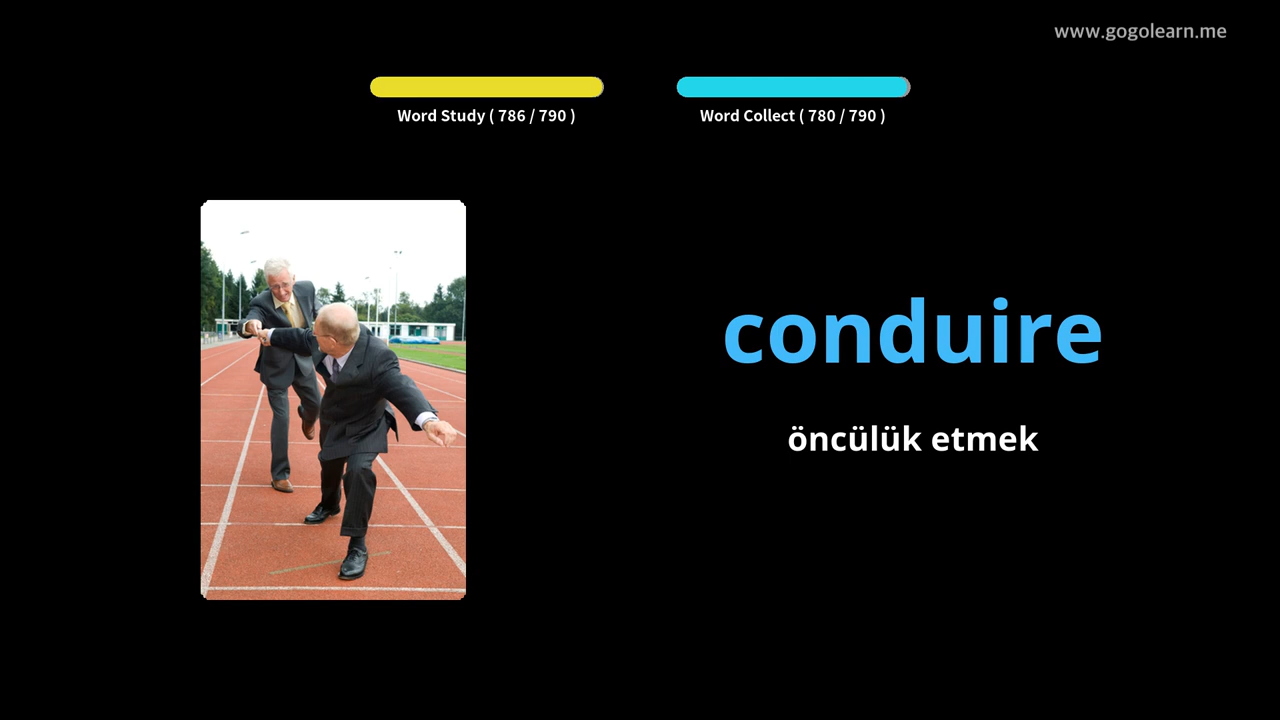 www.gogolearn.me
Word Study ( 786 / 790 )
Word Collect ( 780 / 790 )
conduire
öncülük etmek